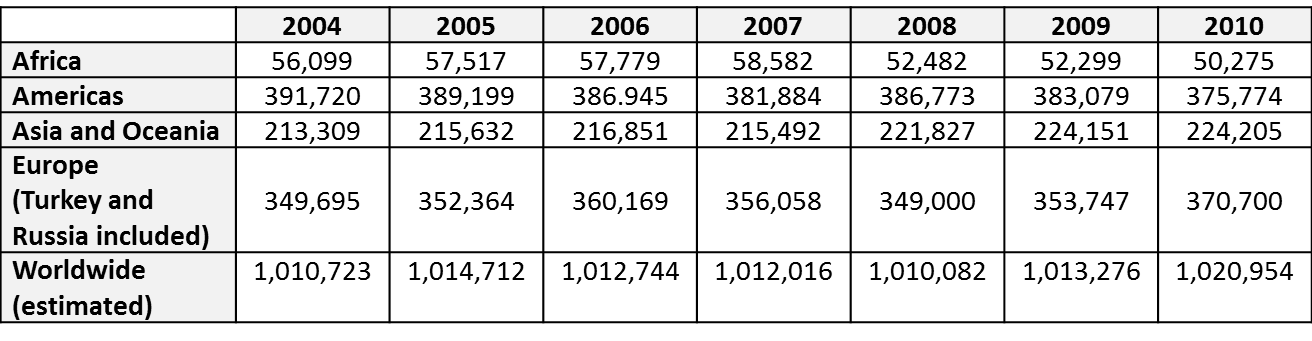 2004 2005 2006 2007 2008 2009 2010
Africa 56,099 57,517 57,779 58,582 52,482 52,299 50,275
Americas 391,720 389,199 386.945 381,884 386,773 383,079 375,774
Asia and Oceania 213,309 215,632 216,851 215,492 221,827 224,151 224,205
Europe
(Turkey and 349,695 352,364 360,169 356,058 349,000 353,747 370,700
Russia included)
Worldwide 1,010,723 1,014,712 1,012,744 1,012,016 1,010,082 1,013,276 1,020,954
(estimated)